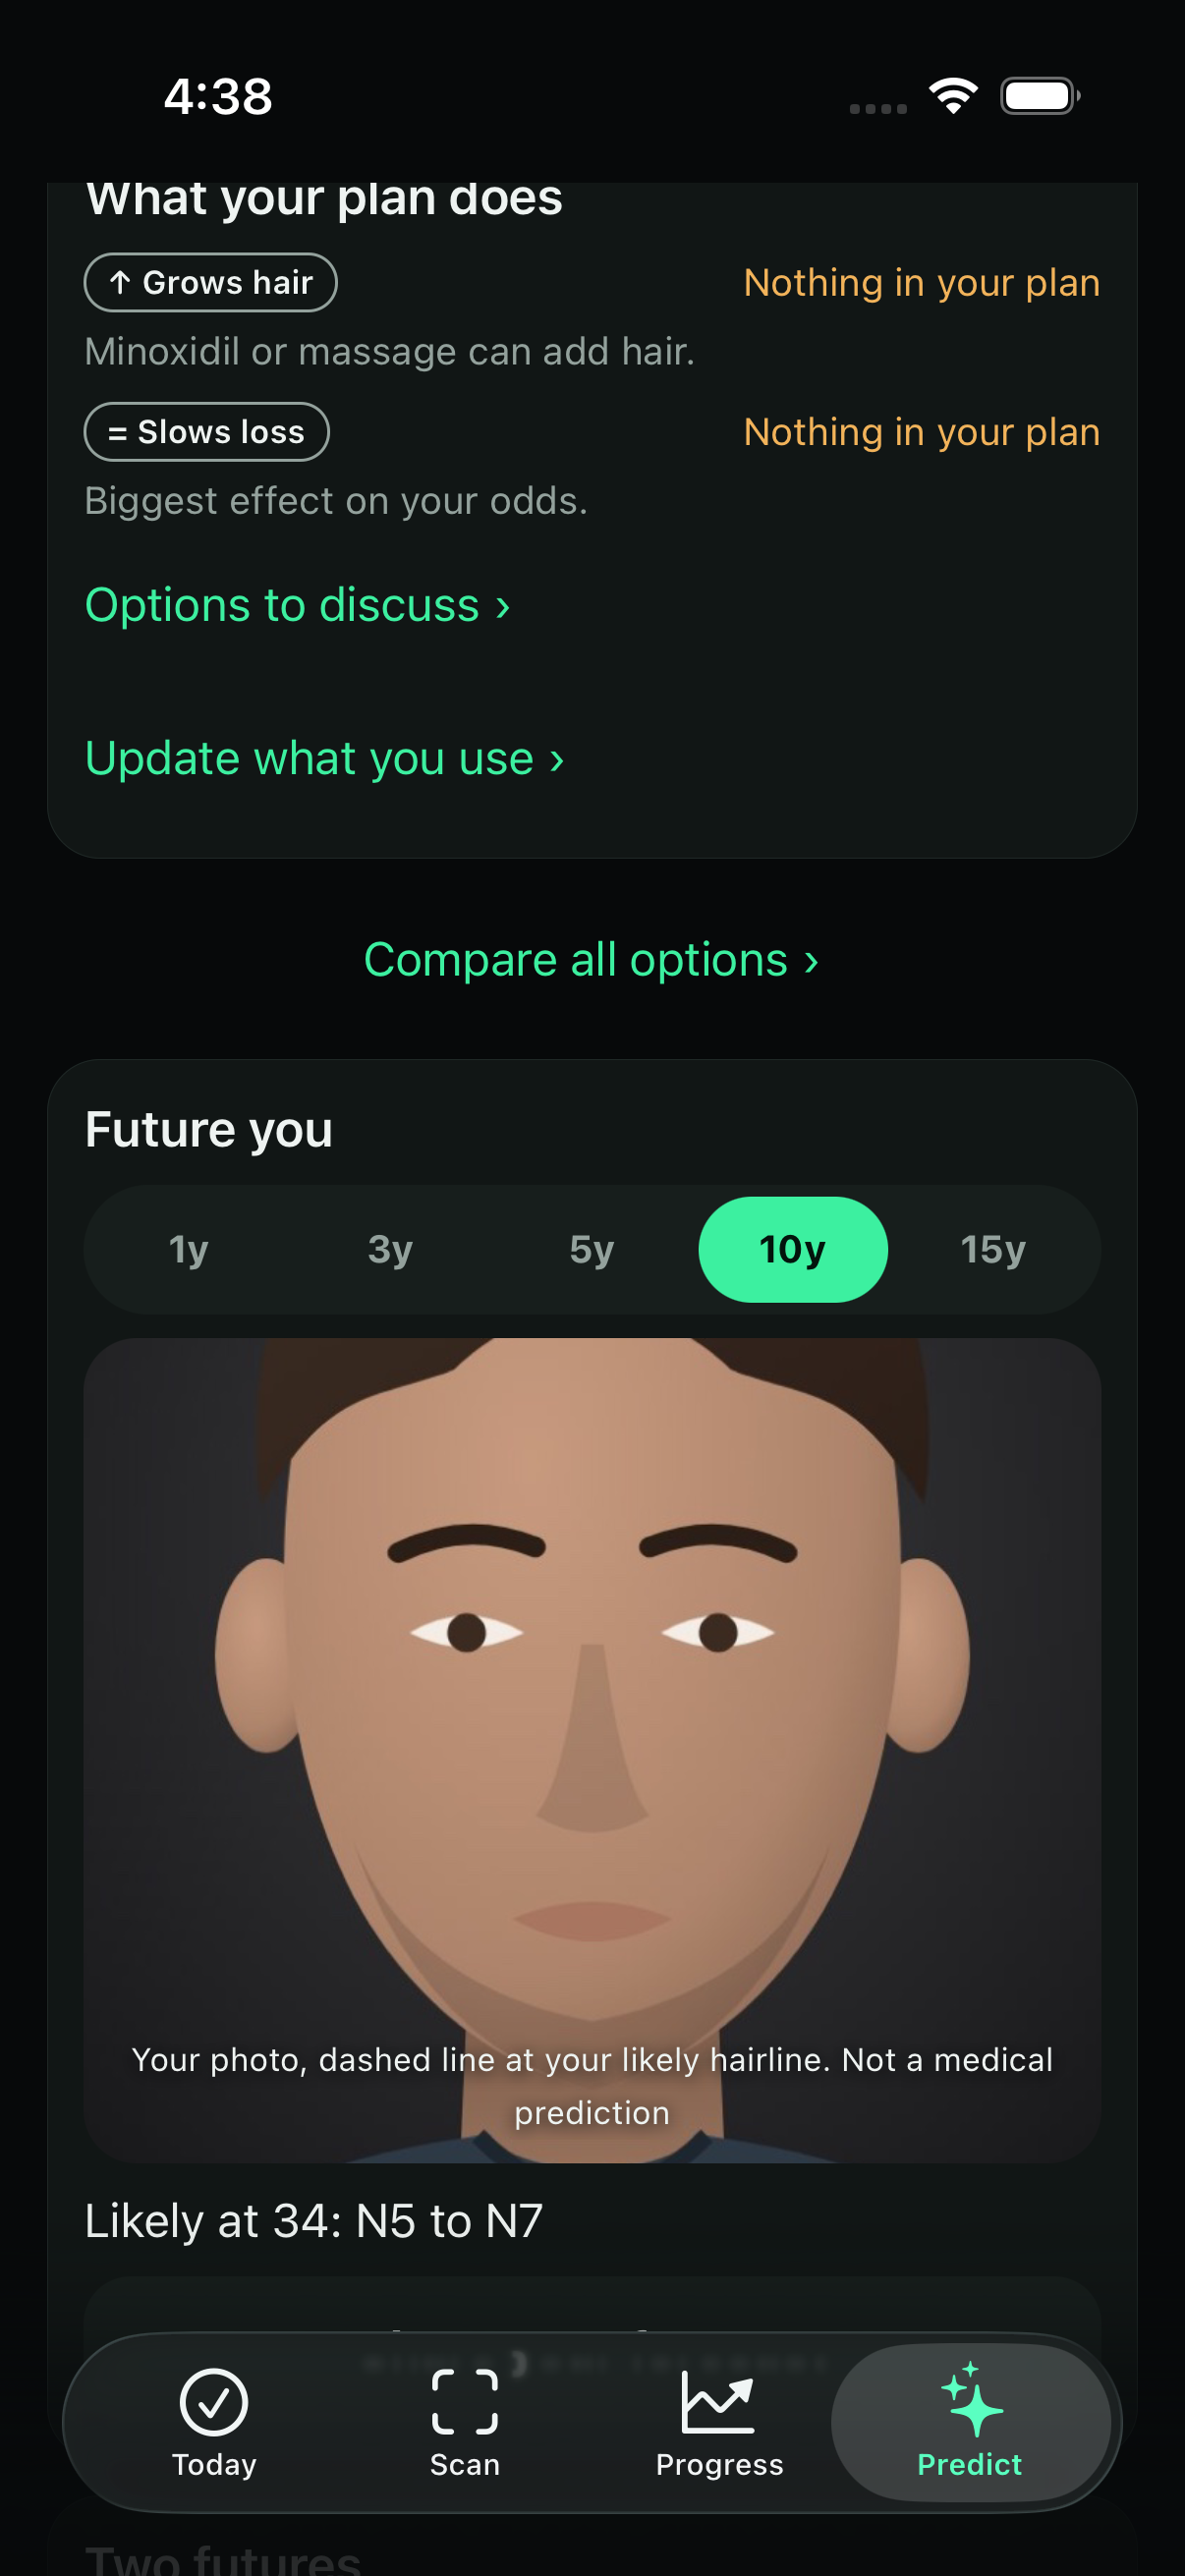 4:38
What your plan does
↑ Grows hair
Nothing in your plan
Minoxidil or massage can add hair.
= Slows loss
Nothing in your plan
Biggest effect on your odds.
Options to discuss ›
Update what you use ›
Compare all options ›
Future you
1y 3y 5y 10y 15y
Your photo, dashed line at your likely hairline. Not a medical
prediction
Likely at 34: N5 to N7
Today Scan Progress Predict
Two futures